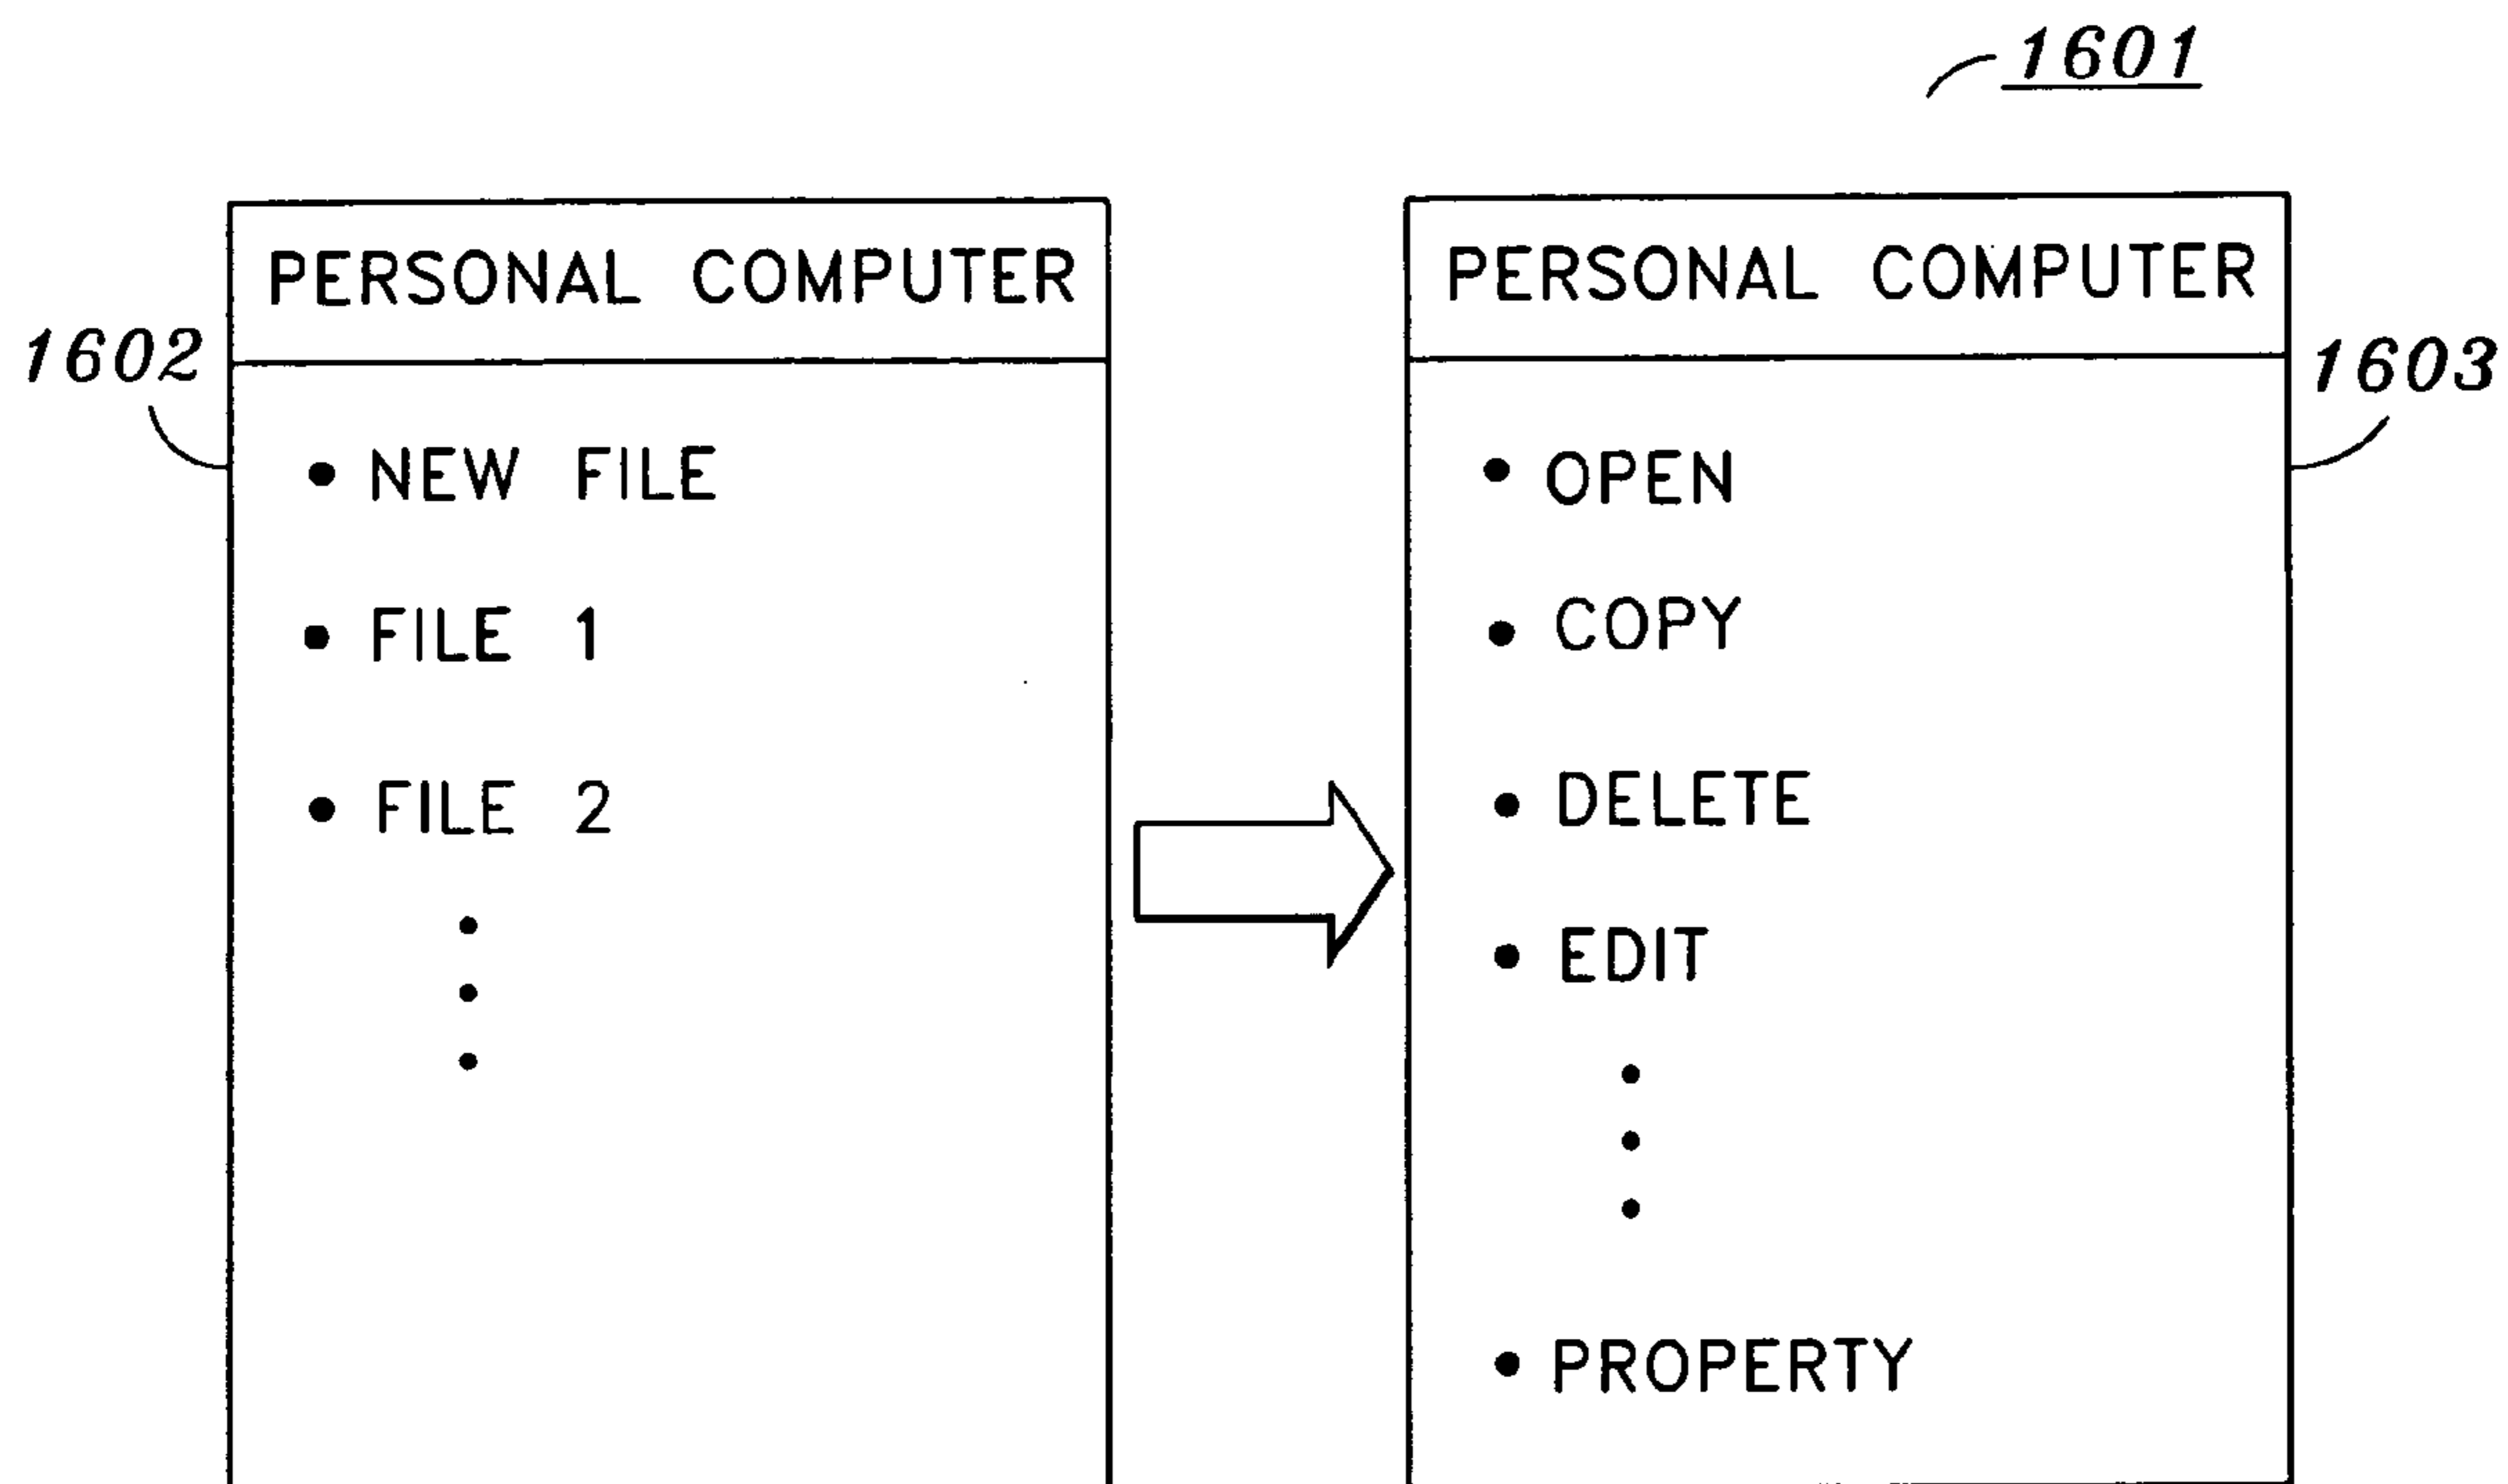 1601
PERSONAL COMPUTER
1602
• NEW FILE
• FILE 1
• FILE 2
PERSONAL COMPUTER
1603
• OPEN
• COPY
• DELETE
• EDIT
• PROPERTY